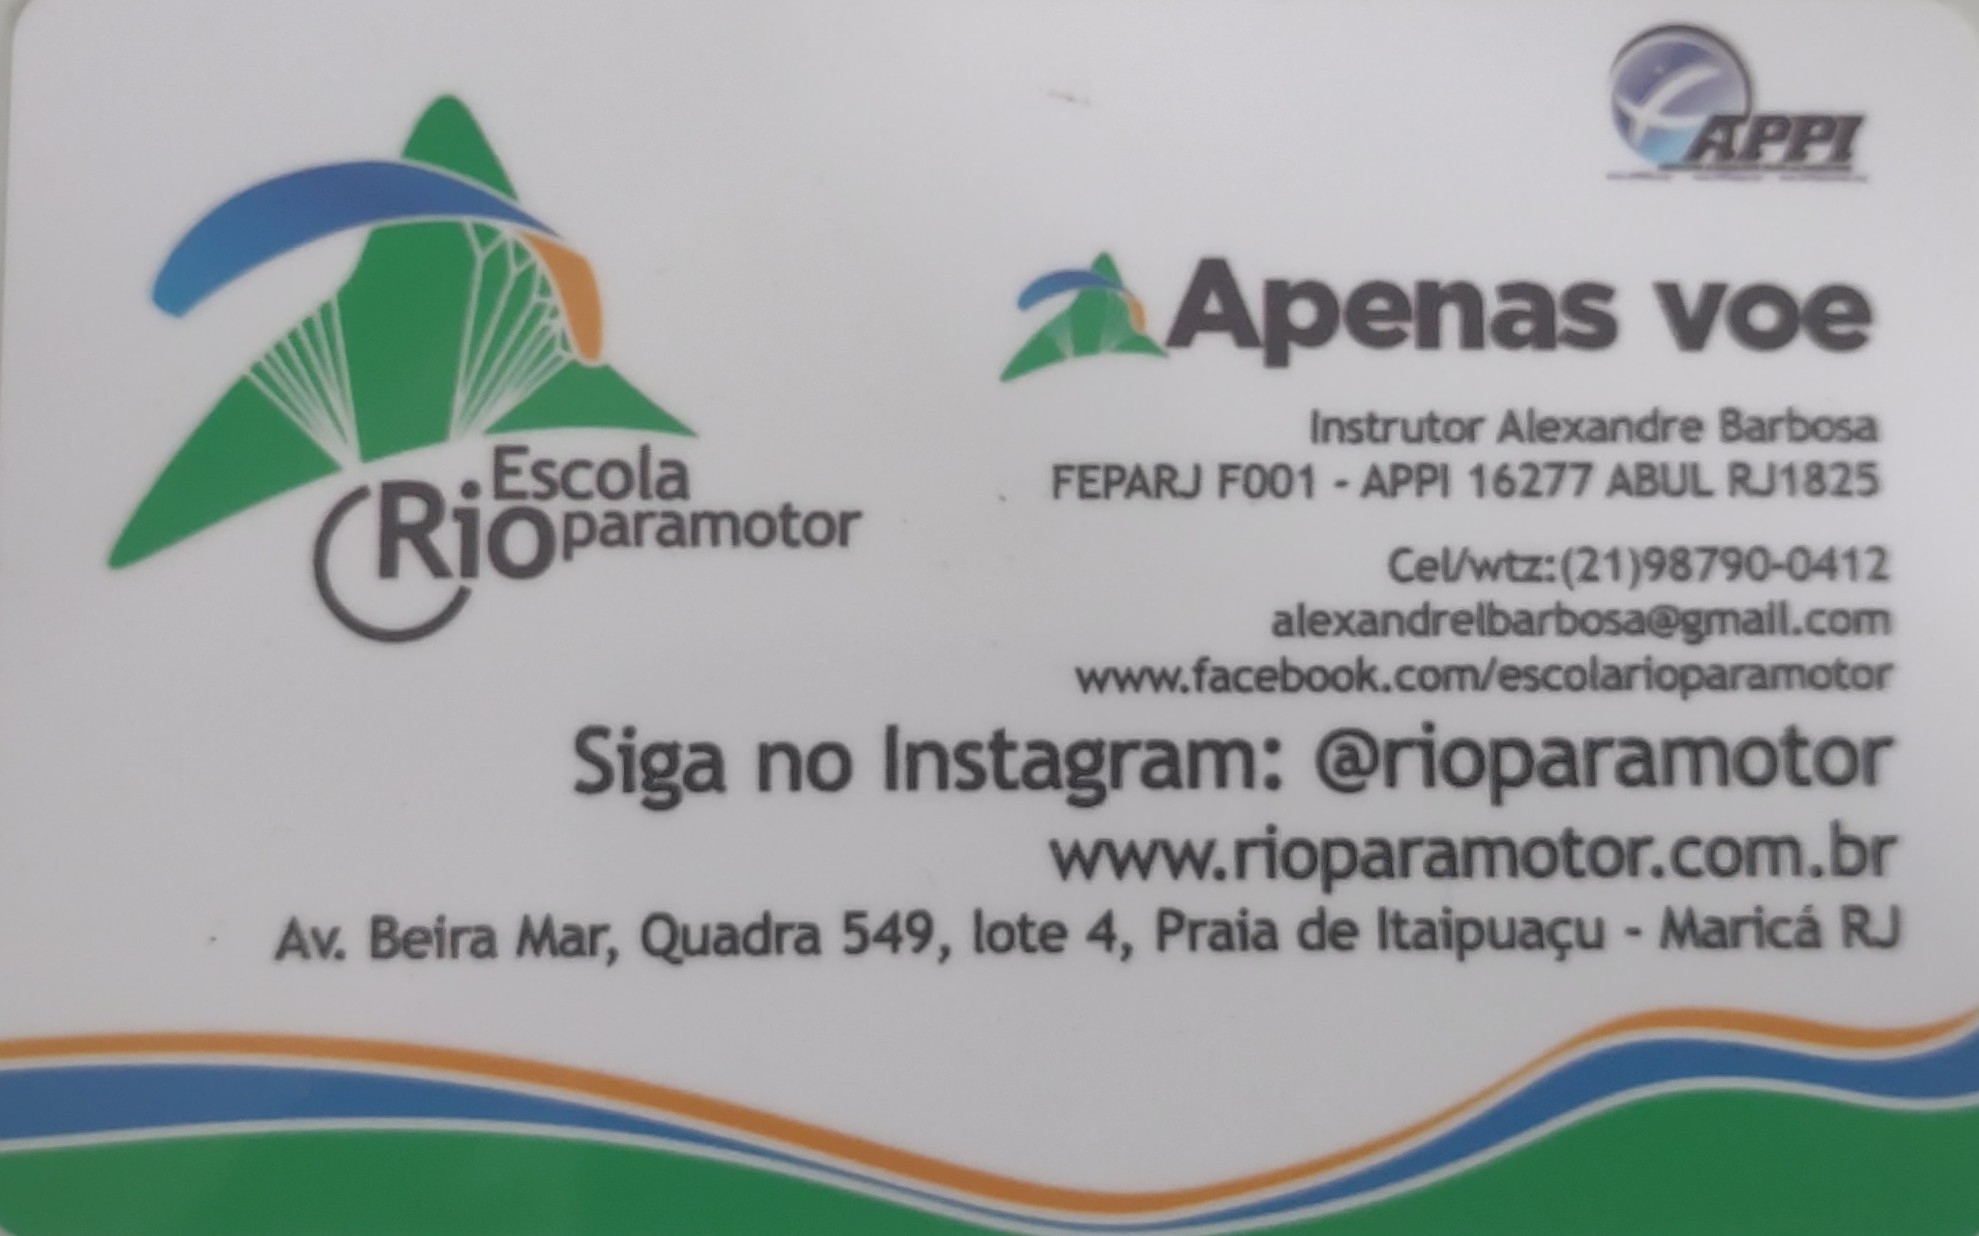 APPI
Apenas voe
Escola
Rio paramotor
Instrutor Alexandre Barbosa
FEPARJ F001 - APPI 16277 ABUL RJ1825
Cel/wtz:(21)98790-0412
alexandrelbarbosa@gmail.com
www.facebook.com/escolarioparamotor
Siga no Instagram: @rioparamotor
www.rioparamotor.com.br
Av. Beira Mar, Quadra 549, lote 4, Praia de Itaipuaçu - Maricá RJ